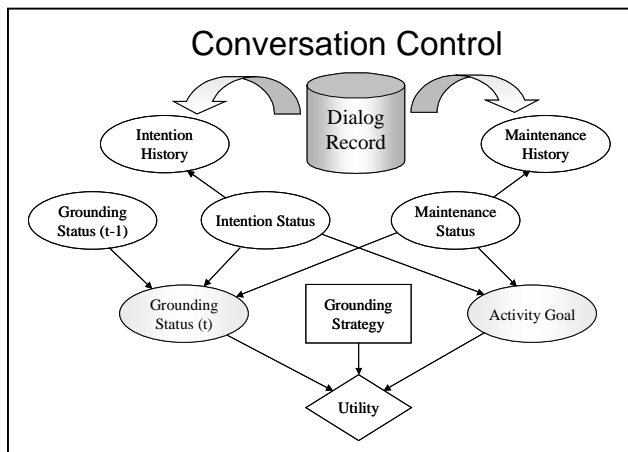 Conversation Control
Dialog
Record
Intention
History
Maintenance
History
Grounding
Status (t-1)
Intention Status
Maintenance
Status
Grounding
Status (t)
Grounding
Strategy
Activity Goal
Utility